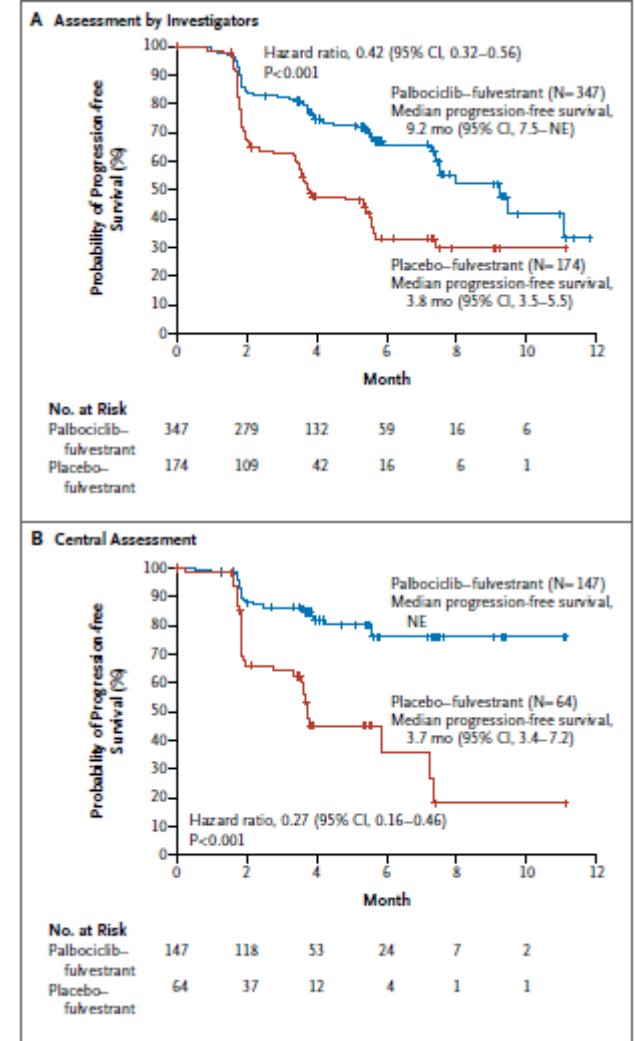 A Assessment by Investigators
100
90
80
70
60
50
40
30
20
10
0
Probability of Progression-free
Survival (%)
Hazard ratio, 0.42 (95% CI, 0.32–0.56)
P<0.001
Palbociclib–fulvestrant (N=347)
Median progression-free survival,
9.2 mo (95% CI, 7.5–NE)
Placebo–fulvestrant (N=174)
Median progression-free survival,
3.8 mo (95% CI, 3.5–5.5)
0 2 4 6 8 10 12
Month
No. at Risk
Palbociclib– 347 279 132 59 16 6
fulvestrant
Placebo– 174 109 42 16 6 1
fulvestrant
B Central Assessment
100
90
80
70
60
50
40
30
20
10
0
Probability of Progression-free
Survival (%)
Palbociclib–fulvestrant (N=147)
Median progression-free survival,
NE
Placebo–fulvestrant (N=64)
Median progression-free survival,
3.7 mo (95% CI, 3.4–7.2)
Hazard ratio, 0.27 (95% CI, 0.16–0.46)
P<0.001
0 2 4 6 8 10 12
Month
No. at Risk
Palbociclib– 147 118 53 24 7 2
fulvestrant
Placebo– 64 37 12 4 1 1
fulvestrant